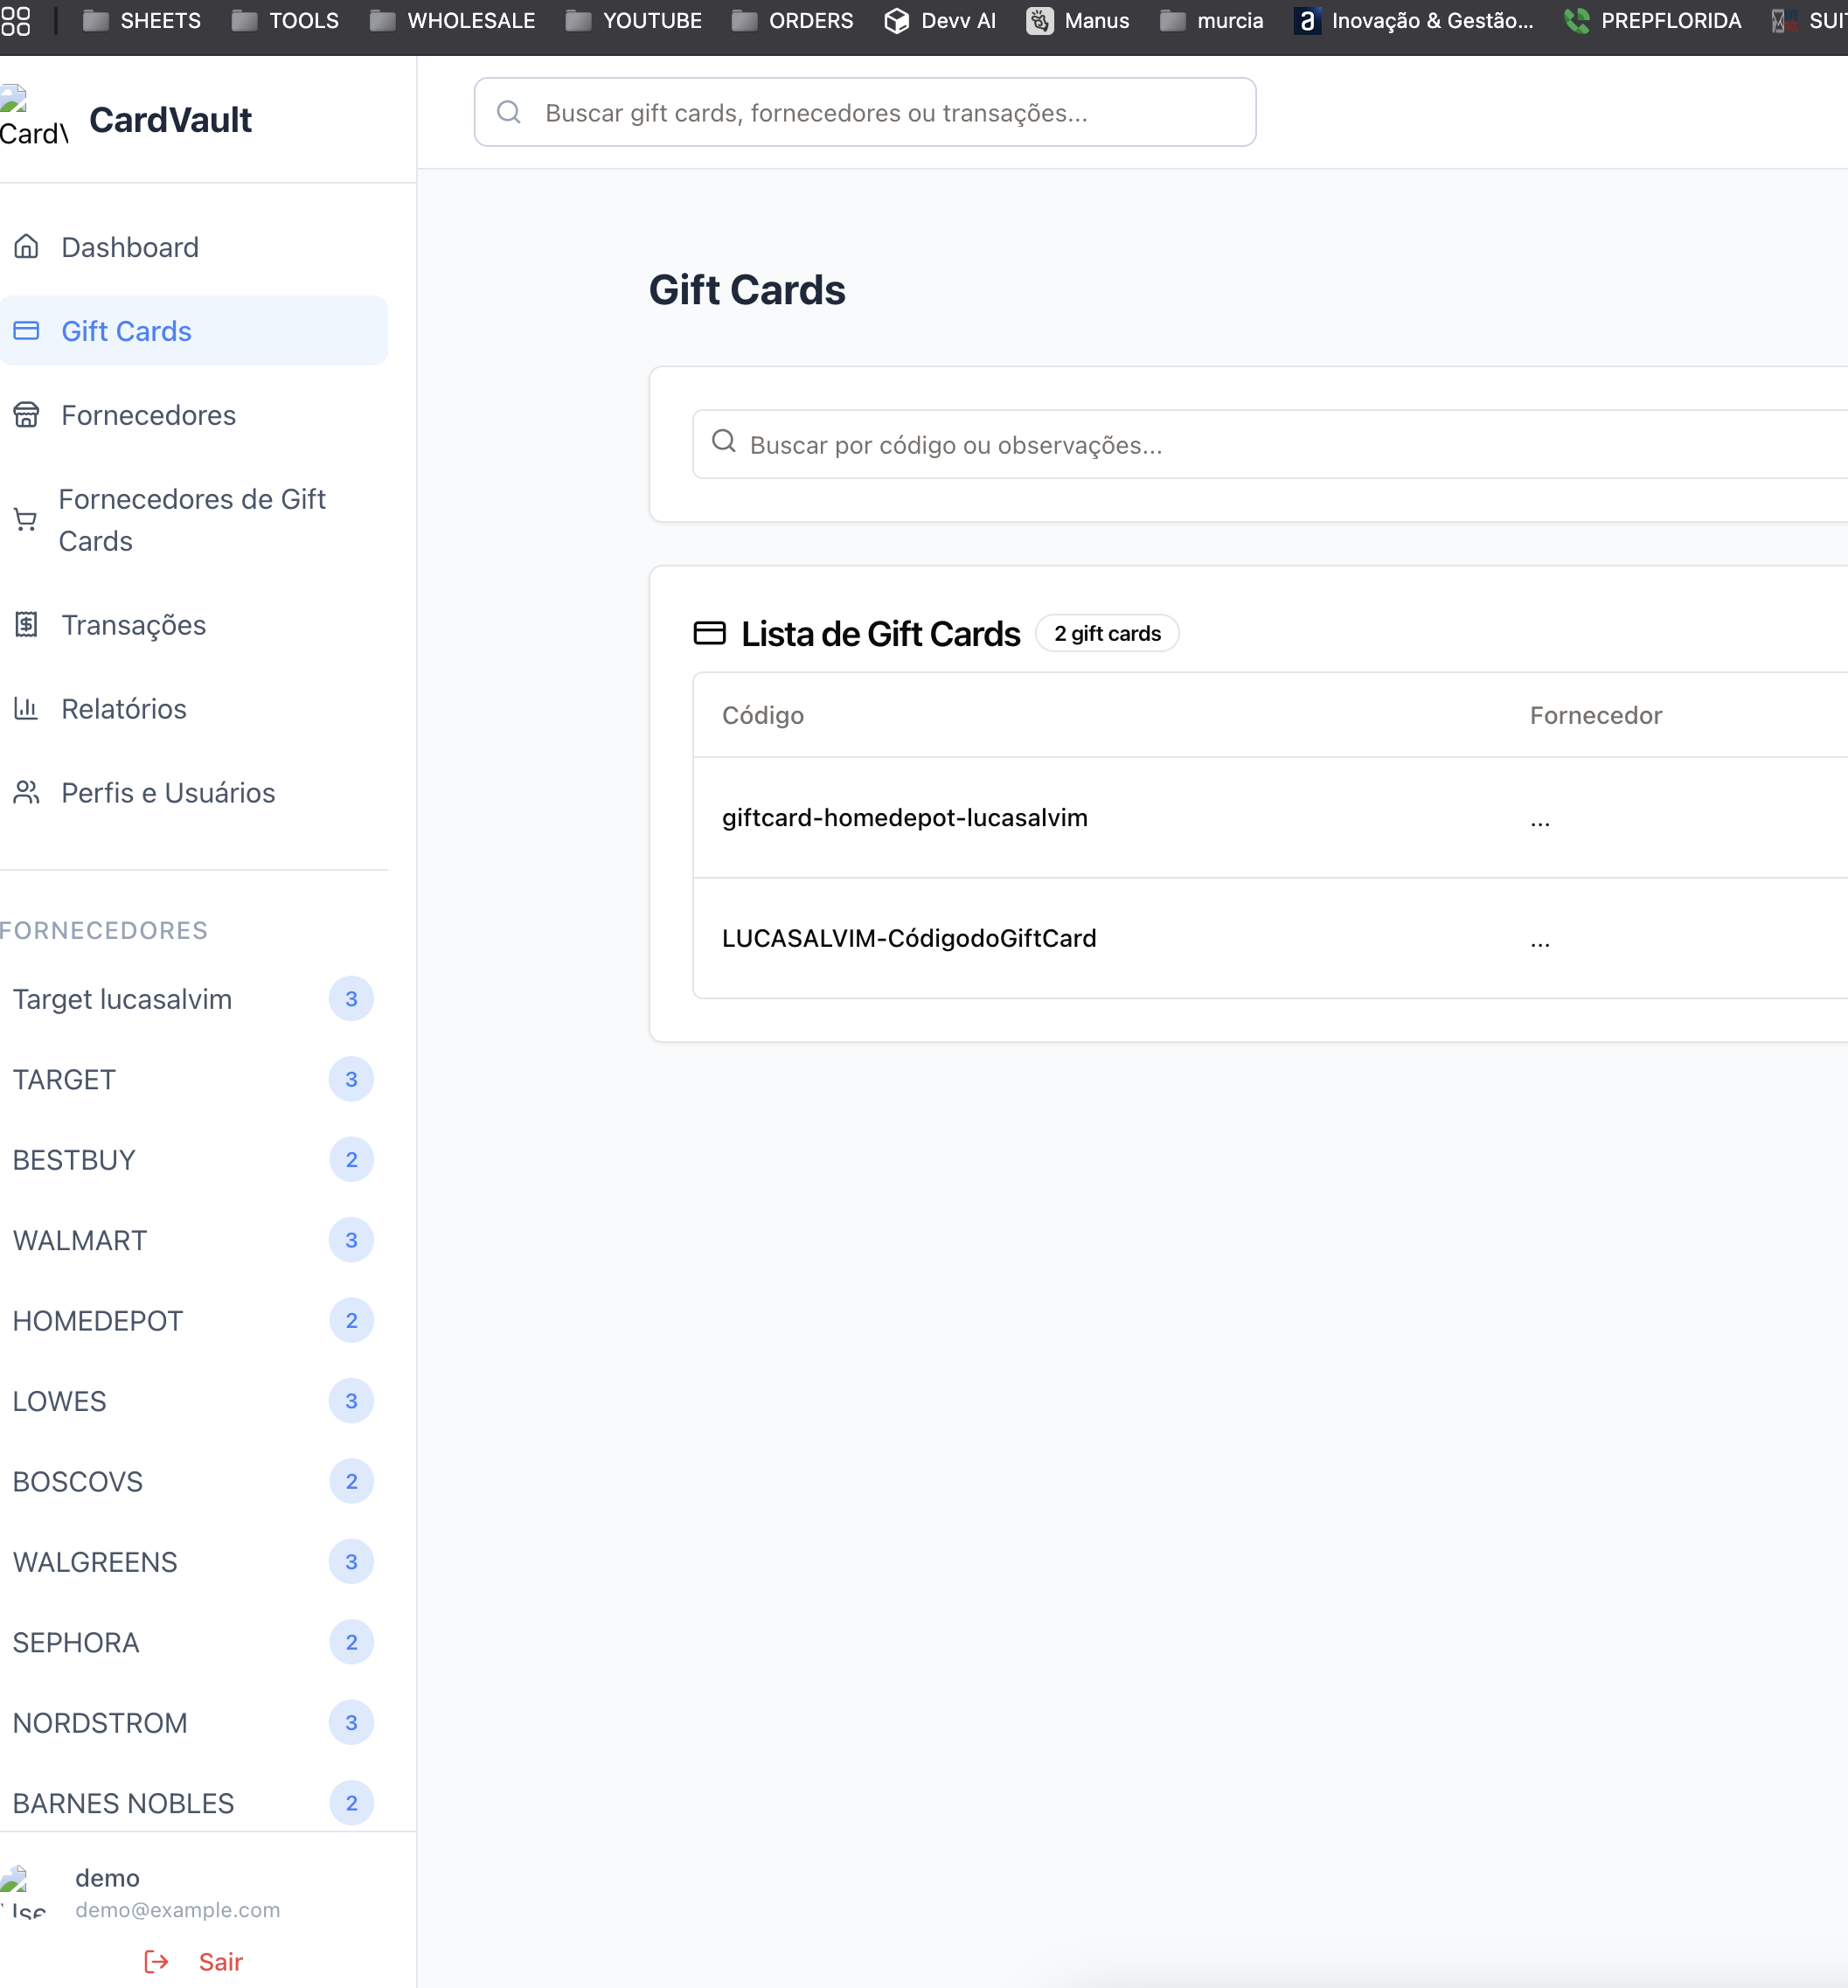 SHEETS TOOLS WHOLESALE YOUTUBE ORDERS Devv AI Manus murcia Inovação & Gestão... PREPFLORIDA
CardVault
Buscar gift cards, fornecedores ou transações...
Dashboard
Gift Cards
Fornecedores
Fornecedores de Gift
Cards
Transações
Relatórios
Perfis e Usuários
FORNECEDORES
Target lucasalvim 3
TARGET 3
BESTBUY 2
WALMART 3
HOMEDEPOT 2
LOWES 3
BOSCOVS 2
WALGREENS 3
SEPHORA 2
NORDSTROM 3
BARNES NOBLES 2
demo
demo@example.com
Sair
Gift Cards
Buscar por código ou observações...
Lista de Gift Cards 2 gift cards
Código Fornecedor
giftcard-homedepot-lucasalvim ...
LUCASALVIM-CódigodoGiftCard ...